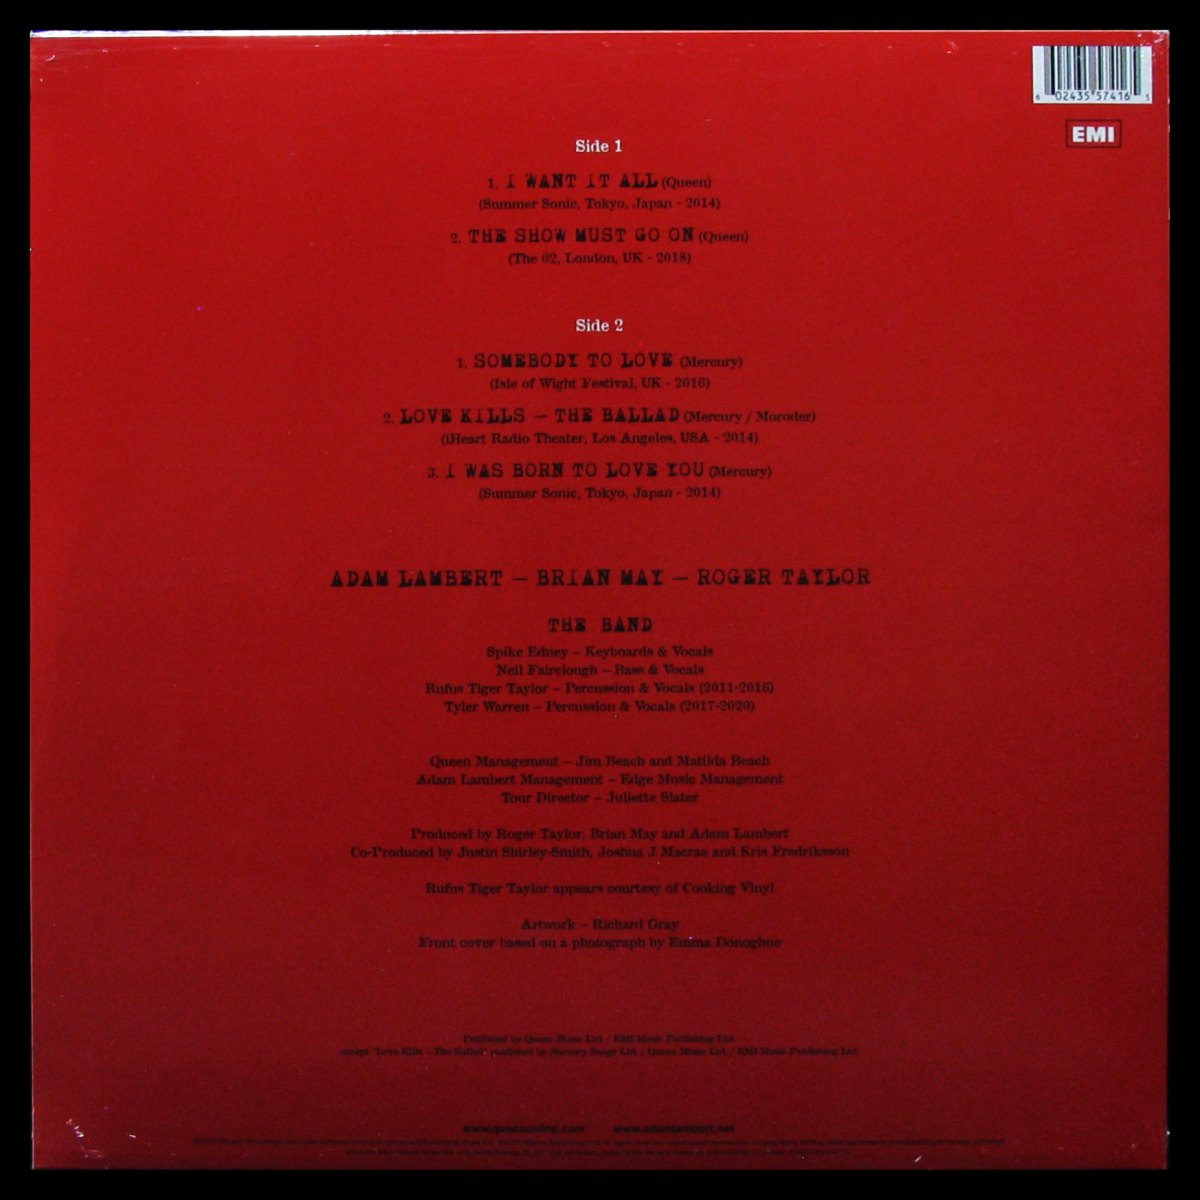 6 02435 57416 5
EMI
Side 1
1. I WANT IT ALL (Queen)
(Summer Sonic, Tokyo, Japan - 2014)
2. THE SHOW MUST GO ON (Queen)
(The 02, London, UK - 2018)
Side 2
1. SOMEBODY TO LOVE (Mercury)
(Isle of Wight Festival, UK - 2016)
2. LOVE KILLS – THE BALLAD (Mercury / Moroder)
(iHeart Radio Theater, Los Angeles, USA - 2014)
3. I WAS BORN TO LOVE YOU (Mercury)
(Summer Sonic, Tokyo, Japan - 2014)
ADAM LAMBERT – BRIAN MAY – ROGER TAYLOR
THE BAND
Spike Edney – Keyboards & Vocals
Neil Fairclough – Bass & Vocals
Rufus Tiger Taylor – Percussion & Vocals (2011-2016)
Tyler Warren – Percussion & Vocals (2017-2020)
Queen Management – Jim Beach and Matilda Beach
Adam Lambert Management – Edge Music Management
Tour Director – Juliette Slater
Produced by Roger Taylor, Brian May and Adam Lambert
Co-Produced by Justin Shirley-Smith, Joshua J Macrae and Kris Fredriksson
Rufus Tiger Taylor appears courtesy of Cooking Vinyl
Artwork – Richard Gray
Front cover based on a photograph by Emma Donoghue
Published by Queen Music Ltd. / EMI Music Publishing Ltd.
except "Love Kills – The Ballad" published by Mercury Songs Ltd. / Queen Music Ltd. / EMI Music Publishing Ltd.
www.queenonline.com www.adamlambert.net